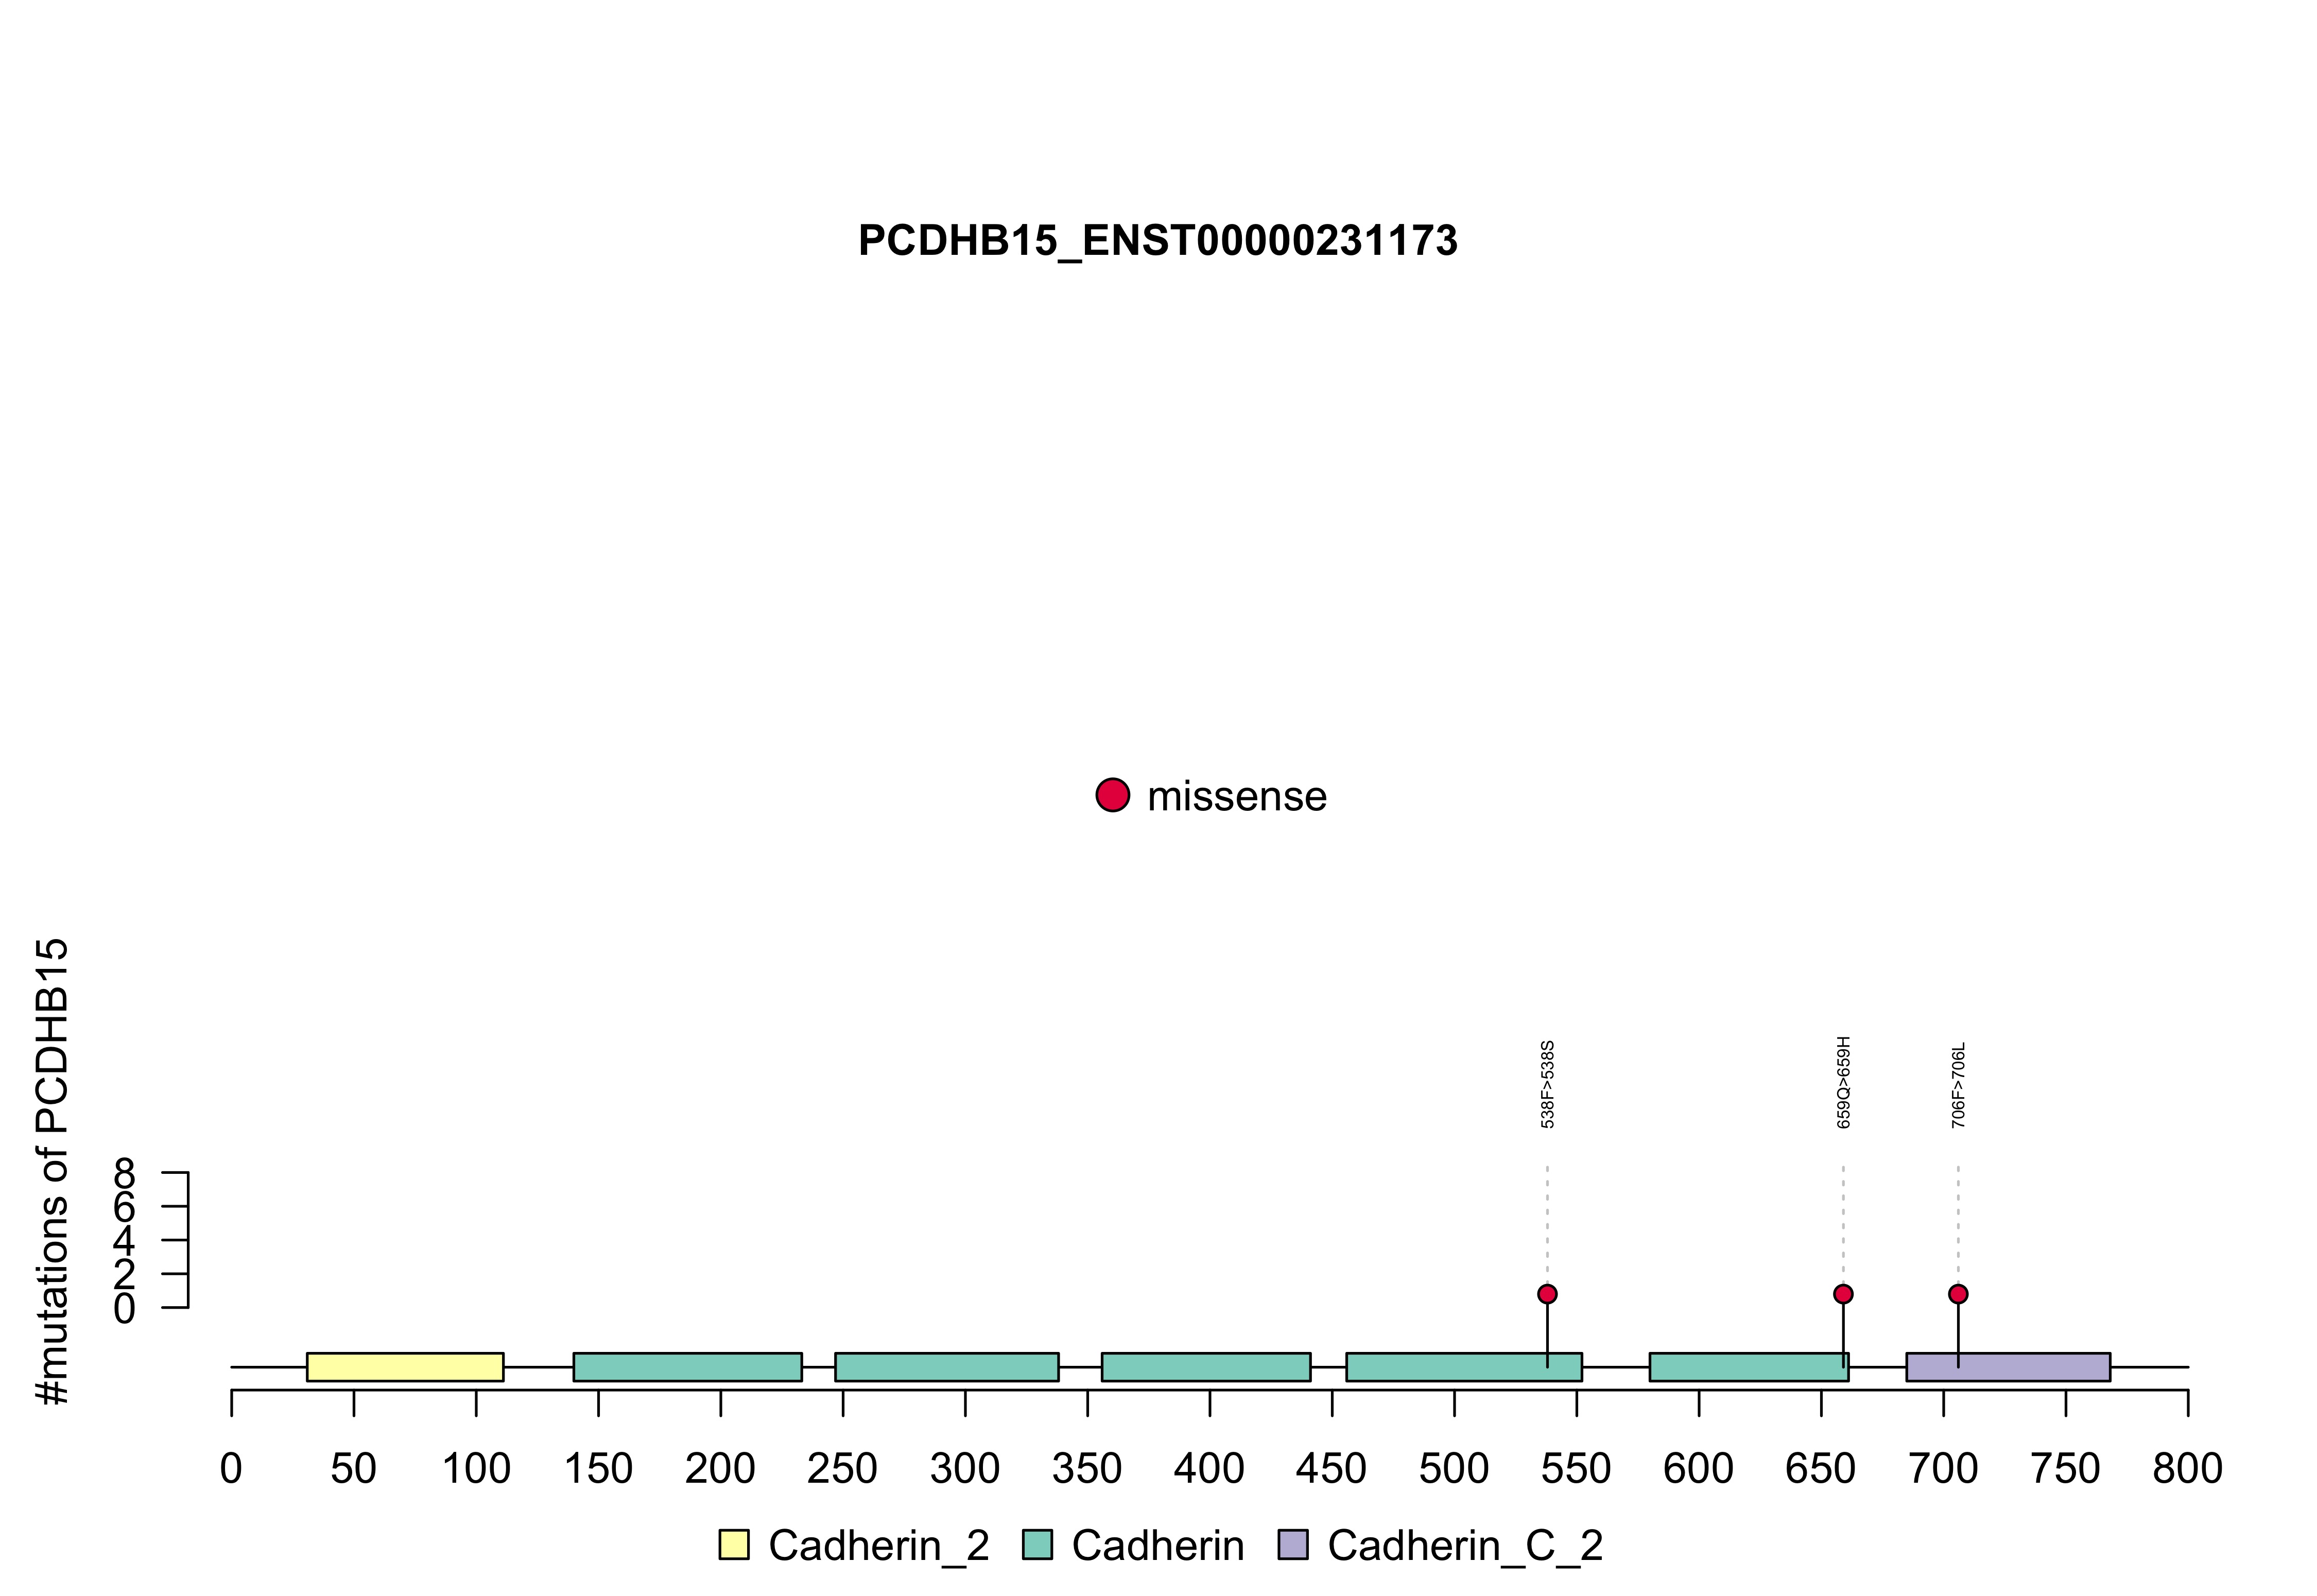 PCDHB15_ENST00000231173
missense
#mutations of PCDHB15
538F>538S
659Q>659H
706F>706L
8
6
4
2
0
0 50 100 150 200 250 300 350 400 450 500 550 600 650 700 750 800
Cadherin_2 Cadherin Cadherin_C_2